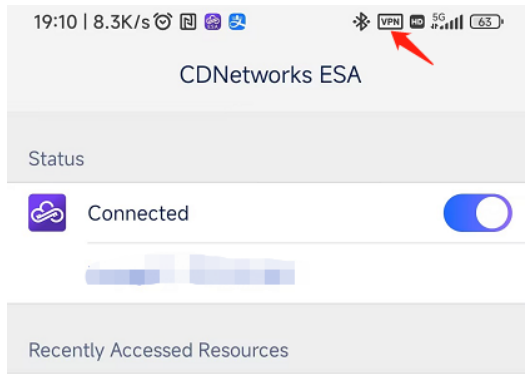 19:10 | 8.3K/s VPN HD 5G 63
CDNetworks ESA
Status
Connected
Recently Accessed Resources